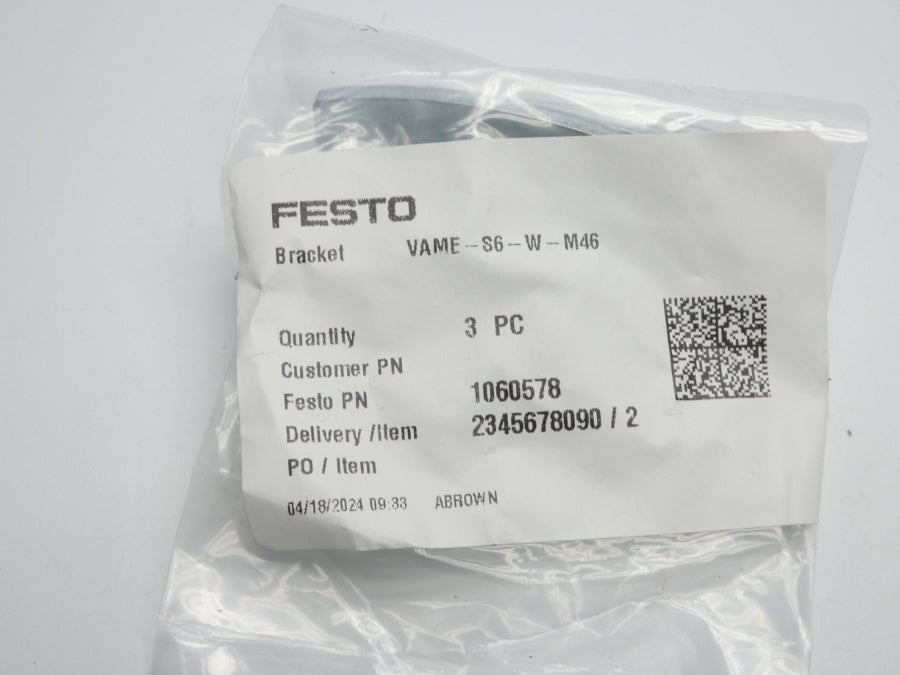 FESTO
Bracket VAME-S6-W-M46
Quantity 3 PC
Customer PN
Festo PN 1060578
Delivery /Item 2345678090 / 2
PO / Item
04/18/2024 09:33 ABROWN